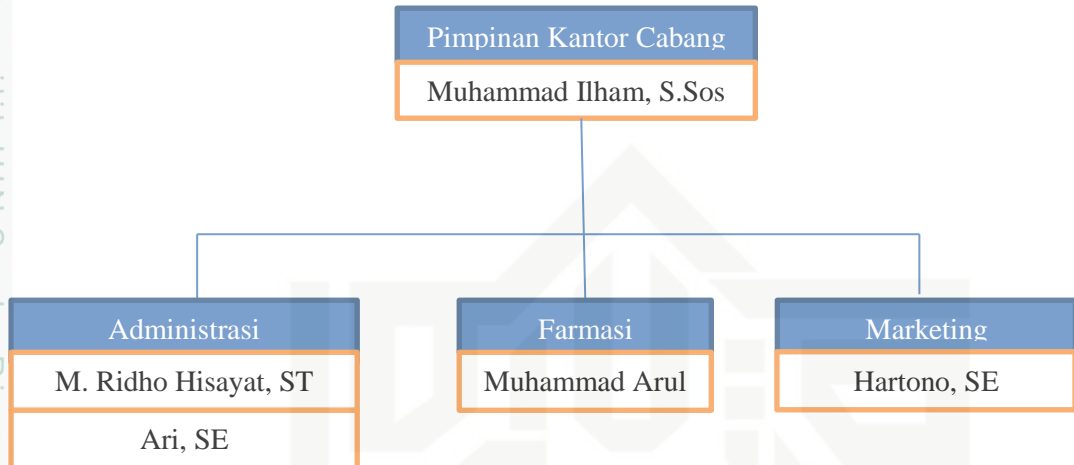 Pimpinan Kantor Cabang
Muhammad Ilham, S.Sos
Administrasi
Farmasi
Marketing
M. Ridho Hisayat, ST
Muhammad Arul
Hartono, SE
Ari, SE